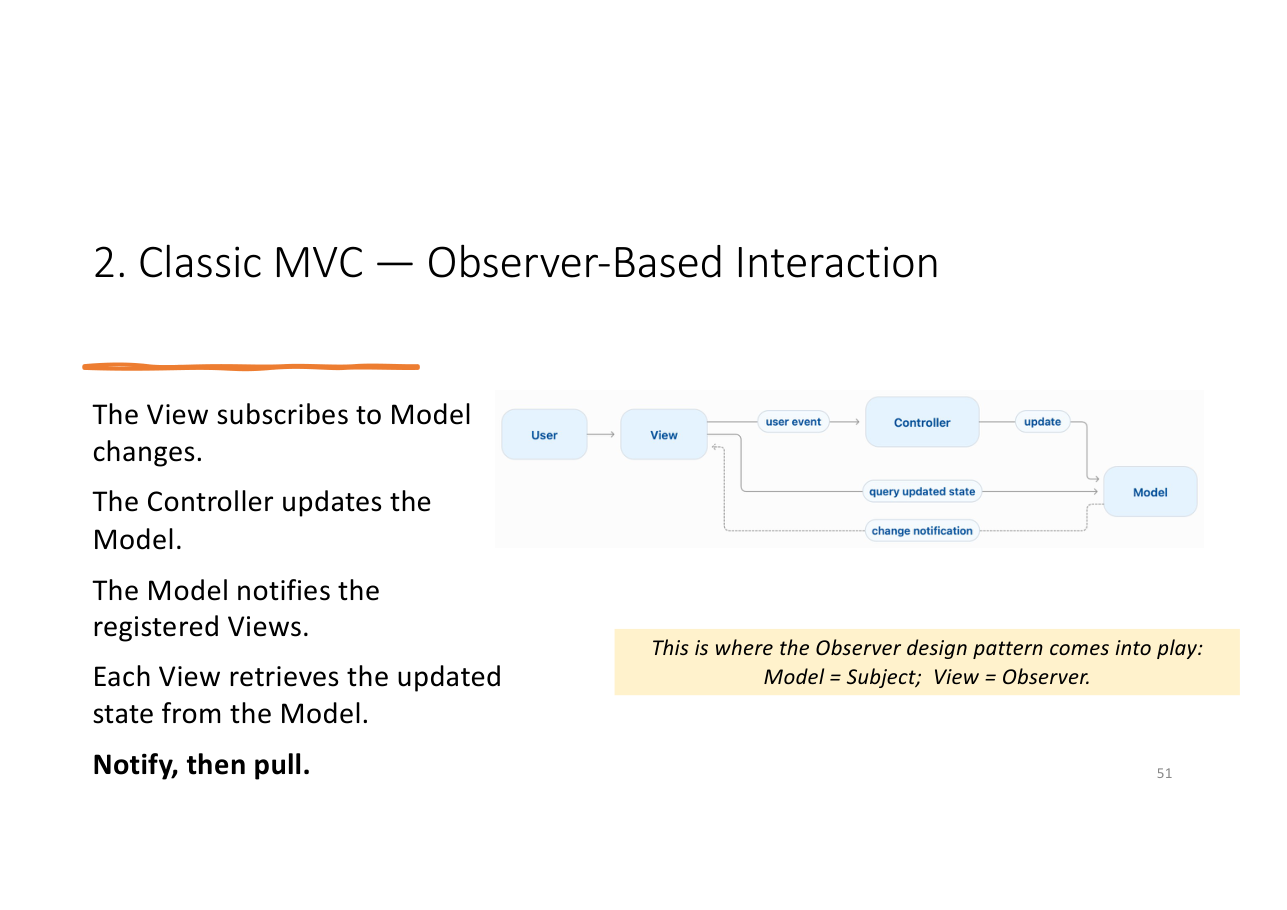 2. Classic MVC — Observer-Based Interaction
The View subscribes to Model
changes.
The Controller updates the
Model.
The Model notifies the
registered Views.
Each View retrieves the updated
state from the Model.
Notify, then pull.
User
View
user event
Controller
update
query updated state
Model
change notification
This is where the Observer design pattern comes into play:
Model = Subject;  View = Observer.
51